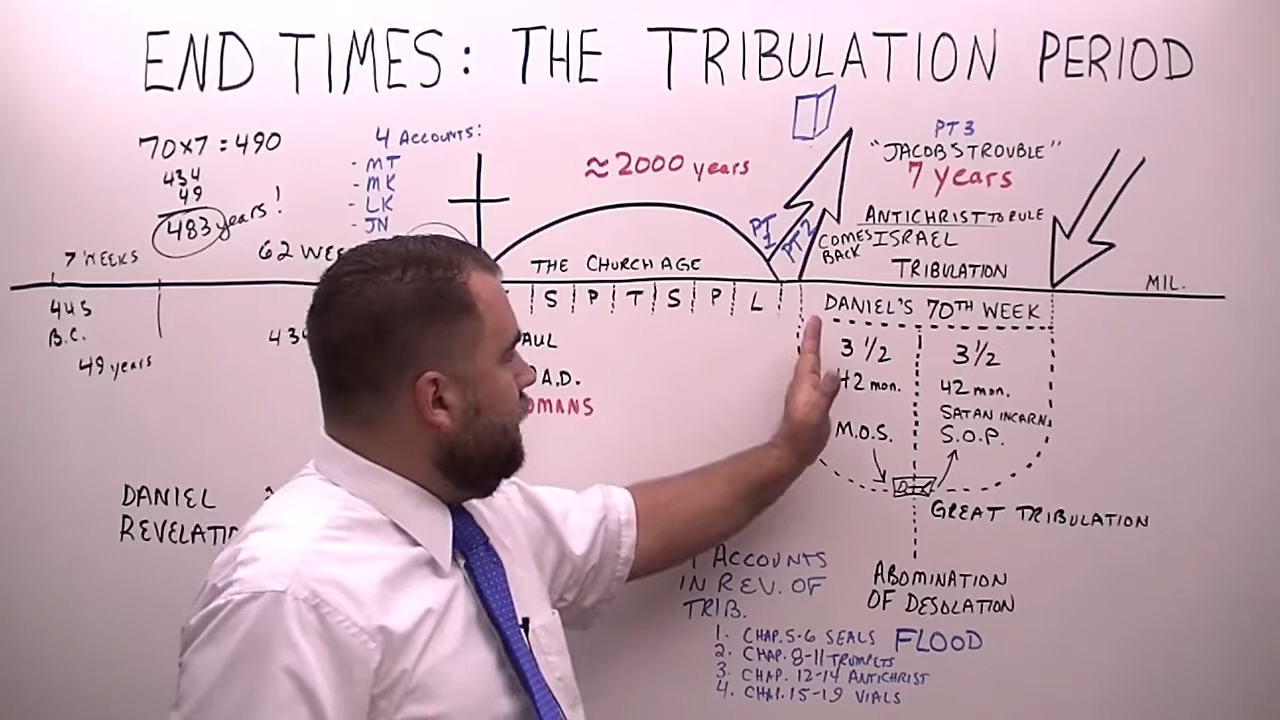 END TIMES: THE TRIBULATION PERIOD
70x7 = 490
434
49
483 years!
4 ACCOUNTS:
- MT
- MK
- LK
- JN
≈ 2000 years
PT 1
PT 2
PT 3
"JACOBS TROUBLE"
7 years
ANTICHRIST TO RULE
COMES BACK
ISRAEL
TRIBULATION
7 WEEKS
62 WEE
THE CHURCH AGE
MIL.
445
B.C.
49 years
434
S P T S P L
DANIEL'S 70TH WEEK
AUL
A.D.
OMANS
3 1/2
42 mon.
M.O.S.
3 1/2
42 mon.
SATAN INCARN.
S.O.P.
GREAT TRIBULATION
ABOMINATION
OF DESOLATION
DANIEL
REVELATI
ACCOUNTS
IN REV. OF
TRIB.
1. CHAP. 5-6 SEALS FLOOD
2. CHAP. 8-11 TRUMPETS
3. CHAP. 12-14 ANTICHRIST
4. CHAP. 15-19 VIALS